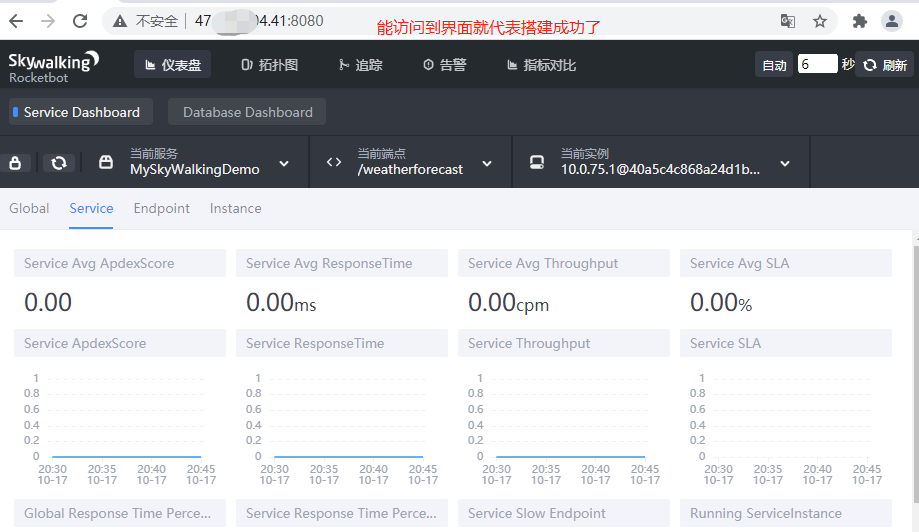 不安全 47 04.41:8080
能访问到界面就代表搭建成功了
Skywalking
Rocketbot
仪表盘 拓扑图 追踪 告警 指标对比 自动 6 秒 刷新
Service Dashboard Database Dashboard
当前服务 当前端点 当前实例
MySkyWalkingDemo /weatherforecast 10.0.75.1@40a5c4c868a24d1b...
Global Service Endpoint Instance
Service Avg ApdexScore Service Avg ResponseTime Service Avg Throughput Service Avg SLA
0.00 0.00ms 0.00cpm 0.00%
Service ApdexScore Service ResponseTime Service Throughput Service SLA
1 1 1 1
0.8 0.8 0.8 0.8
0.6 0.6 0.6 0.6
0.4 0.4 0.4 0.4
0.2 0.2 0.2 0.2
0 0 0 0
20:30 20:35 20:40 20:45 20:30 20:35 20:40 20:45 20:30 20:35 20:40 20:45 20:30 20:35 20:40 20:45
10-17 10-17 10-17 10-17 10-17 10-17 10-17 10-17 10-17 10-17 10-17 10-17 10-17 10-17 10-17 10-17
Global Response Time Perce... Service Response Time Perce... Service Slow Endpoint Running ServiceInstance